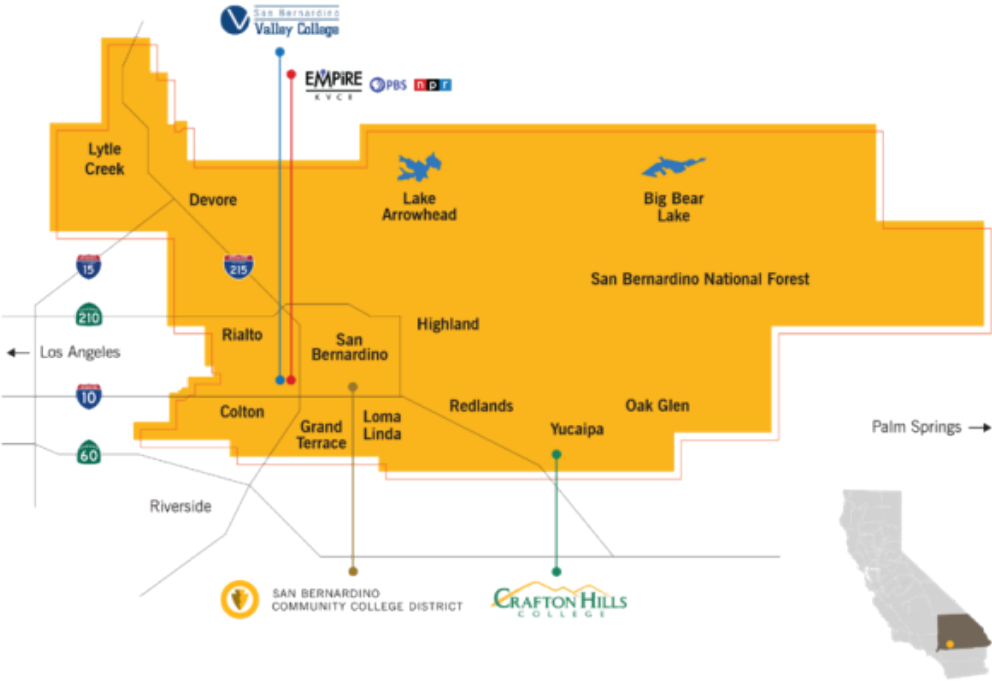 San Bernardino
Valley College
EMPIRE
KVCR
PBS
npr
Lytle
Creek
Devore
Lake
Arrowhead
Big Bear
Lake
15
215
San Bernardino National Forest
210
Rialto
San
Bernardino
Highland
Los Angeles
10
Colton
Grand
Terrace
Loma
Linda
Redlands
Oak Glen
Yucaipa
Palm Springs
60
Riverside
SAN BERNARDINO
COMMUNITY COLLEGE DISTRICT
CRAFTON HILLS
COLLEGE